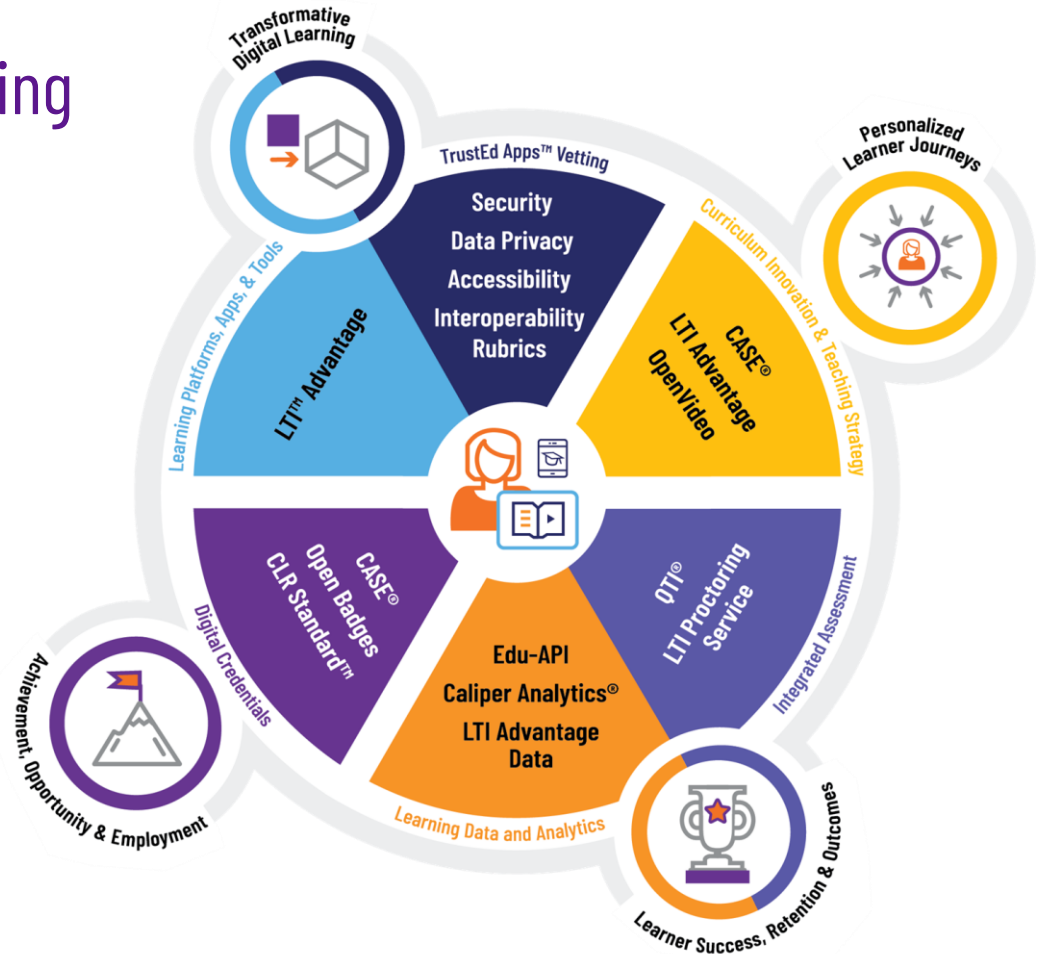 ing
Transformative
Digital Learning
TrustEd Apps™ Vetting
Security
Data Privacy
Accessibility
Interoperability
Rubrics
Personalized
Learner Journeys
Curriculum Innovation & Teaching Strategy
CASE®
LTI Advantage
OpenVideo
Learning Platforms, Apps, & Tools
LTI™ Advantage
Integrated Assessment
QTI®
LTI Proctoring
Service
Learner Success, Retention & Outcomes
Learning Data and Analytics
Edu-API
Caliper Analytics®
LTI Advantage
Data
Digital Credentials
CASE®
Open Badges
CLR Standard™
Achievement, Opportunity & Employment